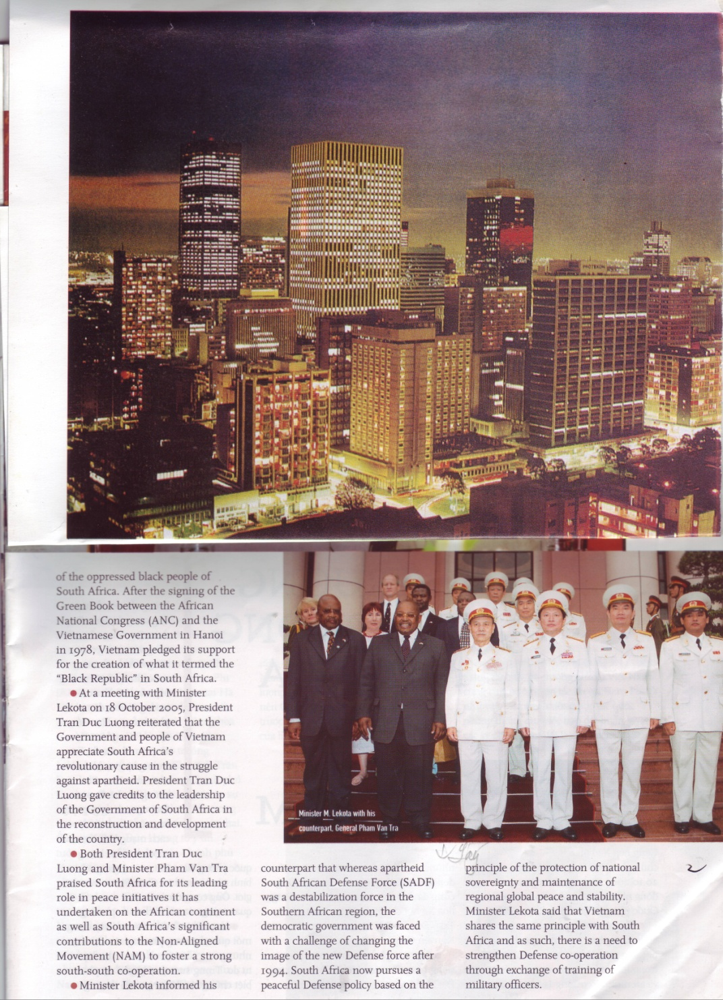 PROTEKON
of the oppressed black people of
South Africa. After the signing of the
Green Book between the African
National Congress (ANC) and the
Vietnamese Government in Hanoi
in 1978, Vietnam pledged its support
for the creation of what it termed the
“Black Republic” in South Africa.
● At a meeting with Minister
Lekota on 18 October 2005, President
Tran Duc Luong reiterated that the
Government and people of Vietnam
appreciate South Africa’s
revolutionary cause in the struggle
against apartheid. President Tran Duc
Luong gave credits to the leadership
of the Government of South Africa in
the reconstruction and development
of the country.
● Both President Tran Duc
Luong and Minister Pham Van Tra
praised South Africa for its leading
role in peace initiatives it has
undertaken on the African continent
as well as South Africa’s significant
contributions to the Non-Aligned
Movement (NAM) to foster a strong
south-south co-operation.
● Minister Lekota informed his
Minister M. Lekota with his
counterpart, General Pham Van Tra
counterpart that whereas apartheid
South African Defense Force (SADF)
was a destabilization force in the
Southern African region, the
democratic government was faced
with a challenge of changing the
image of the new Defense force after
1994. South Africa now pursues a
peaceful Defense policy based on the
principle of the protection of national
sovereignty and maintenance of
regional global peace and stability.
Minister Lekota said that Vietnam
shares the same principle with South
Africa and as such, there is a need to
strengthen Defense co-operation
through exchange of training of
military officers.
2